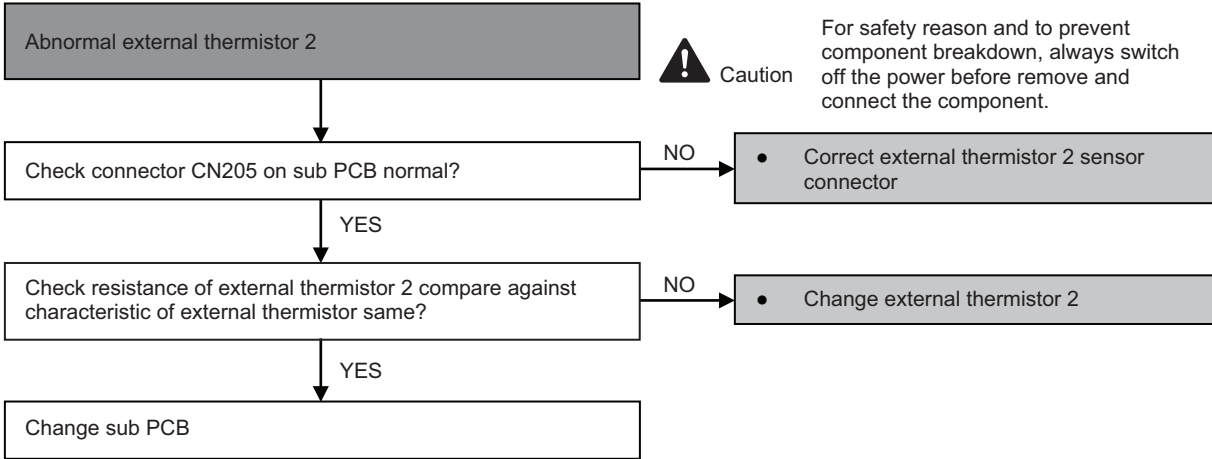 Abnormal external thermistor 2
Caution
For safety reason and to prevent
component breakdown, always switch
off the power before remove and
connect the component.
Check connector CN205 on sub PCB normal?
NO
• Correct external thermistor 2 sensor
connector
YES
Check resistance of external thermistor 2 compare against
characteristic of external thermistor same?
NO
• Change external thermistor 2
YES
Change sub PCB